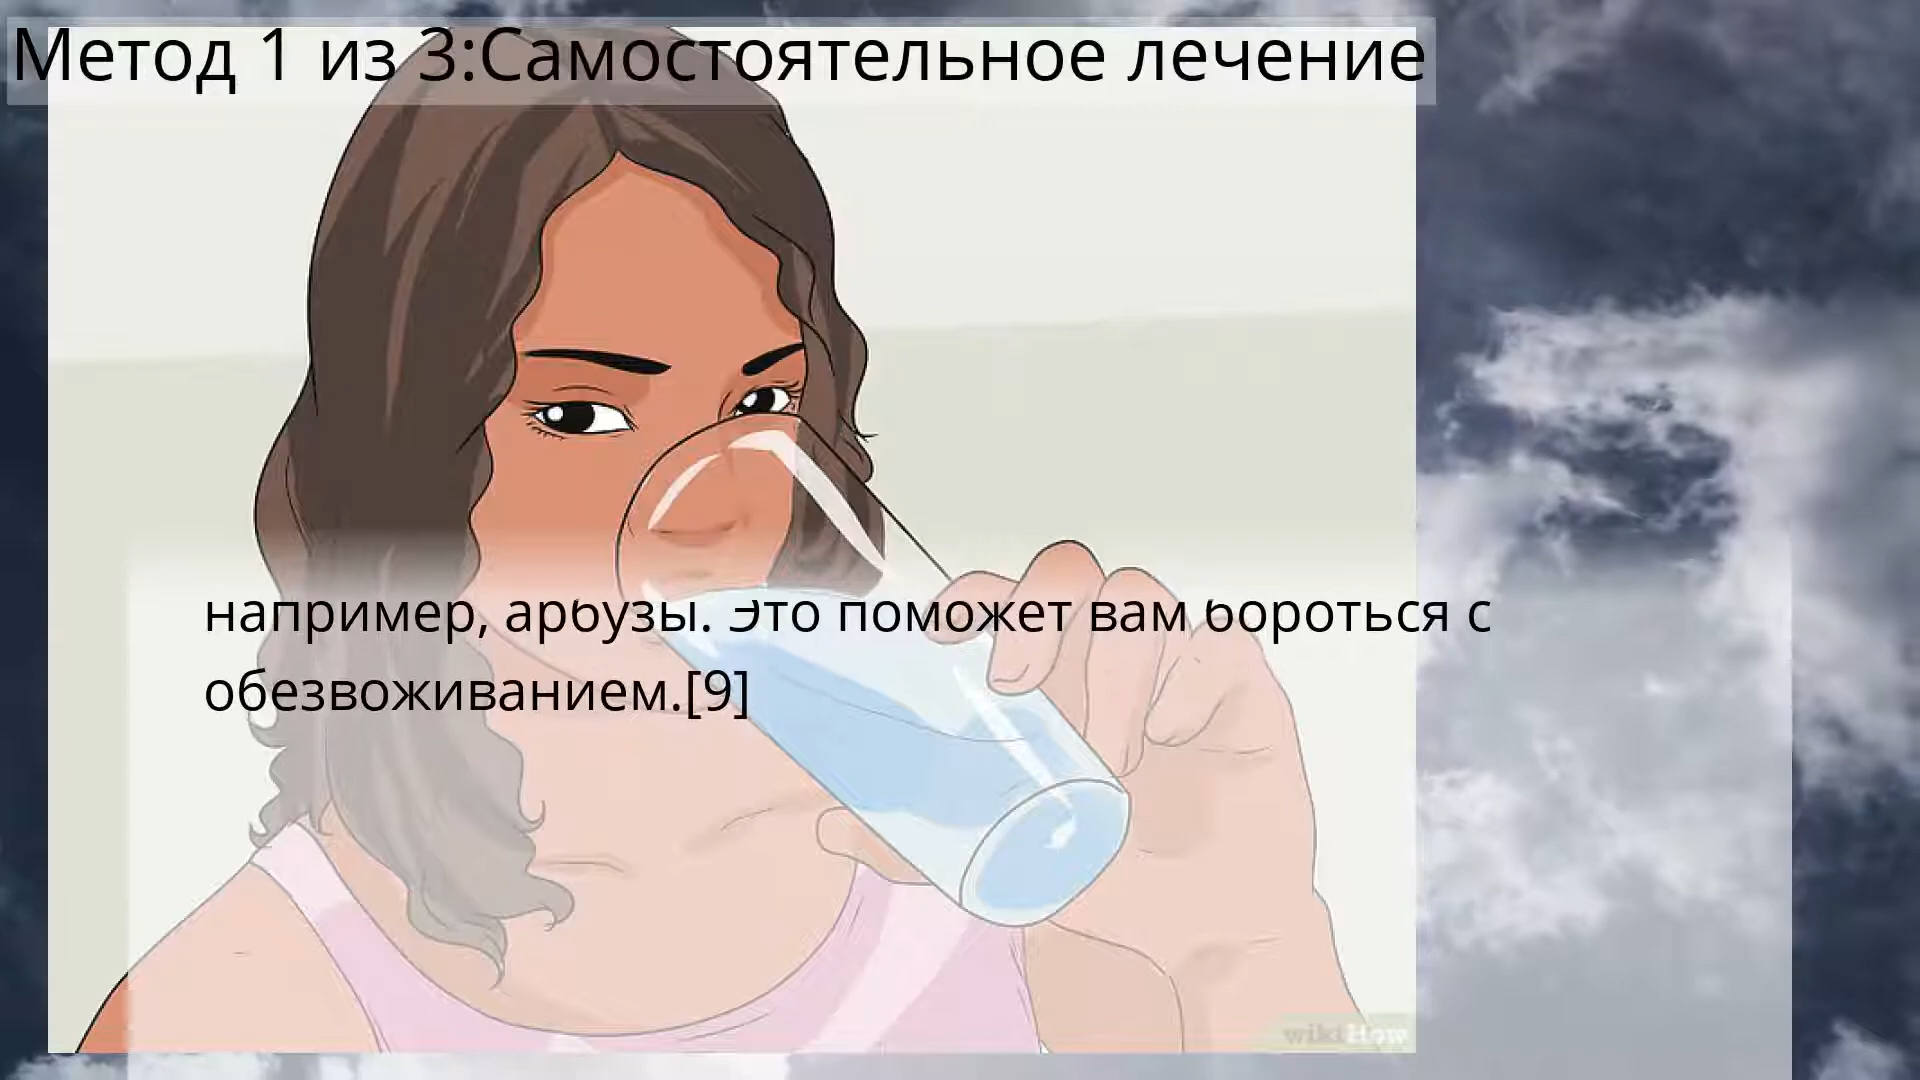 Метод 1 из 3:Самостоятельное лечение
например, арбузы. Это поможет вам бороться с
обезвоживанием.[9]
wikiHow